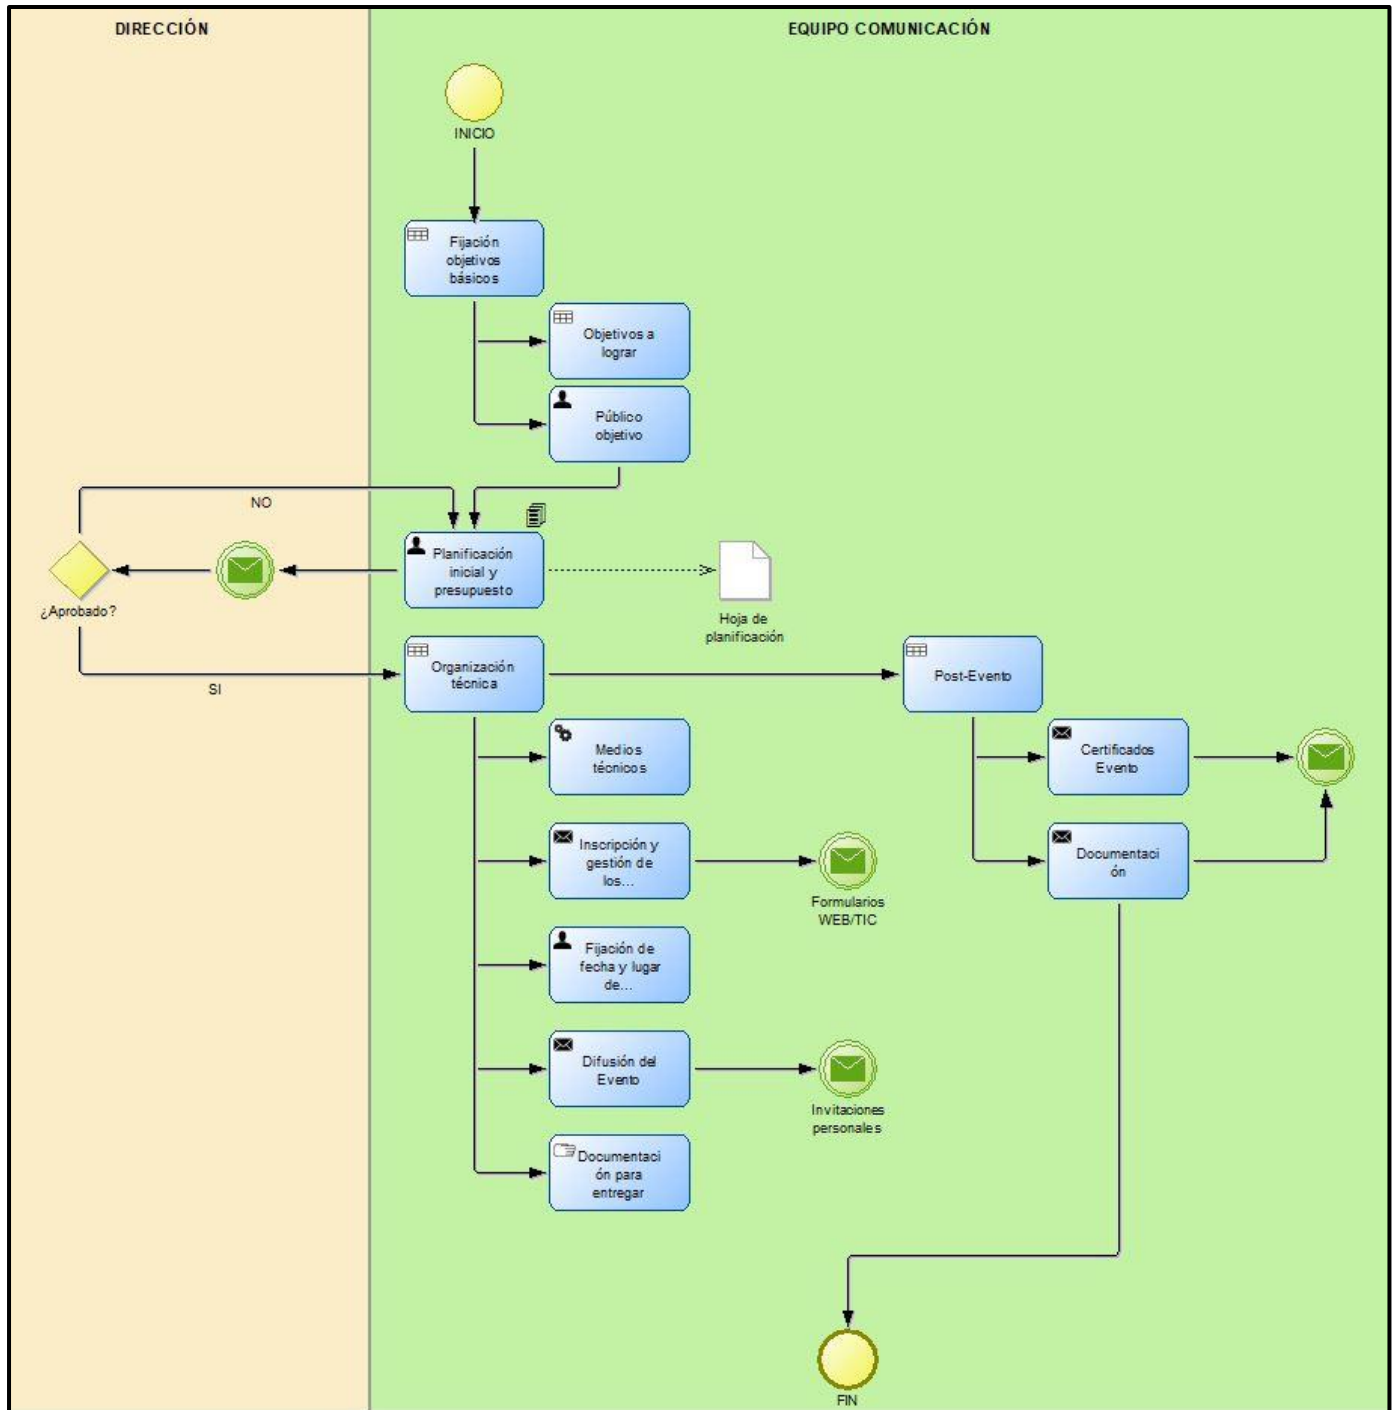 DIRECCIÓN
EQUIPO COMUNICACIÓN
INICIO
Fijación
objetivos
básicos
Objetivos a
lograr
Público
objetivo
NO
Planificación
inicial y
presupuesto
¿Aprobado?
Hoja de
planificación
SI
Organización
técnica
Post-Evento
Medios
técnicos
Certificados
Evento
Inscripción y
gestión de
los...
Formularios
WEB/TIC
Documentaci
ón
Fijación de
fecha y lugar
de...
Difusión del
Evento
Invitaciones
personales
Documentaci
ón para
entregar
FIN